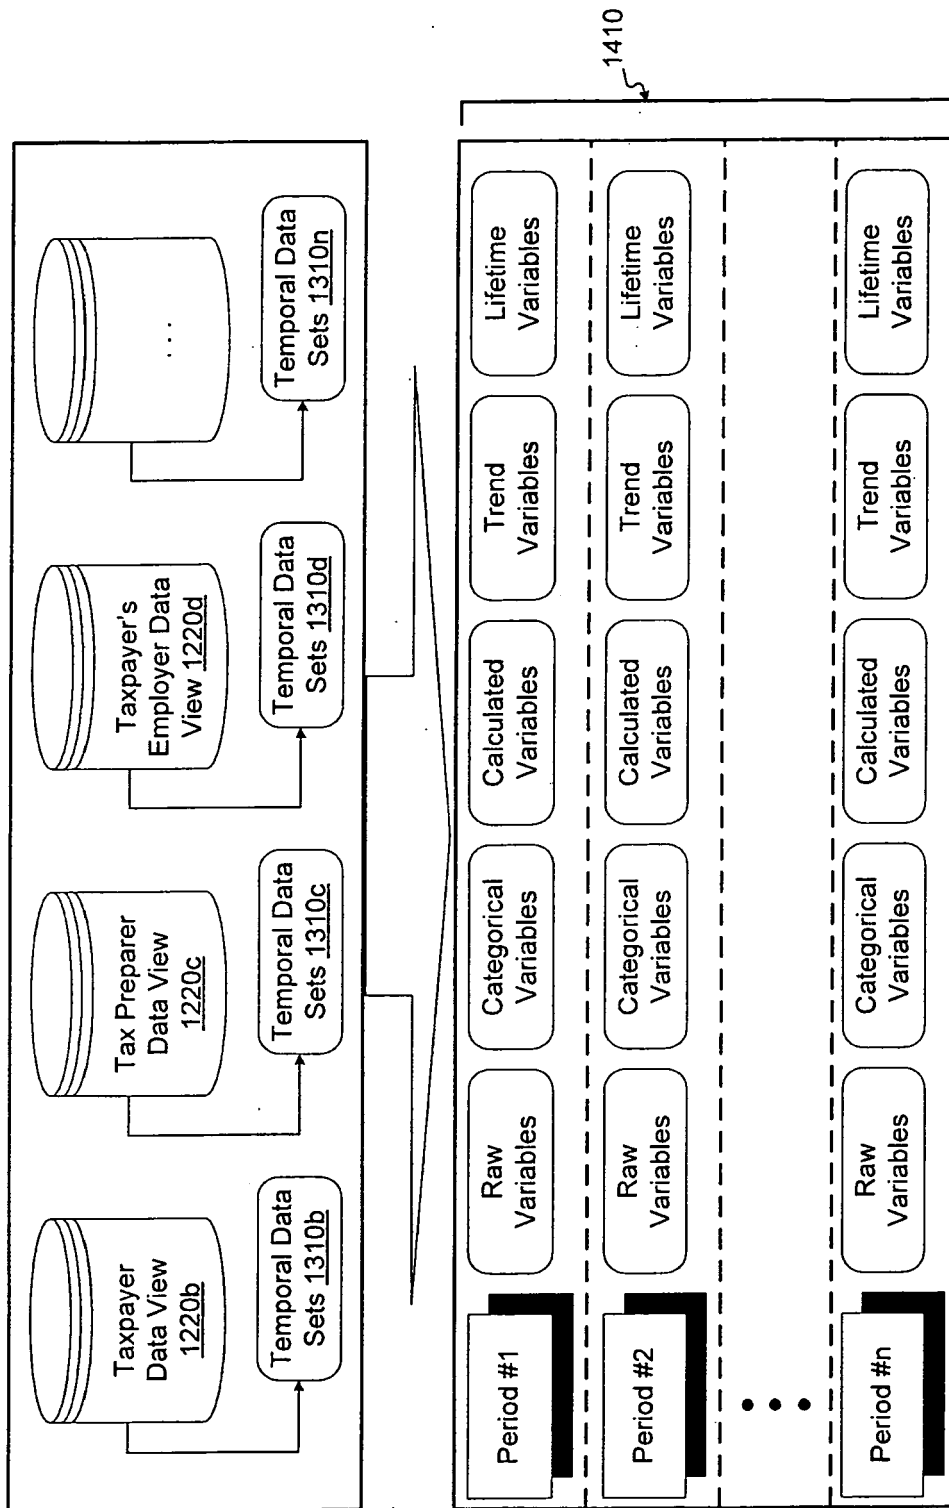 Taxpayer
Data View
1220b
Temporal Data
Sets 1310b
Tax Preparer
Data View
1220c
Temporal Data
Sets 1310c
Taxpayer's
Employer Data
View 1220d
Temporal Data
Sets 1310d
. . .
Temporal Data
Sets 1310n
1410
Period #1
Raw
Variables
Categorical
Variables
Calculated
Variables
Trend
Variables
Lifetime
Variables
Period #2
Raw
Variables
Categorical
Variables
Calculated
Variables
Trend
Variables
Lifetime
Variables
• • •
Period #n
Raw
Variables
Categorical
Variables
Calculated
Variables
Trend
Variables
Lifetime
Variables